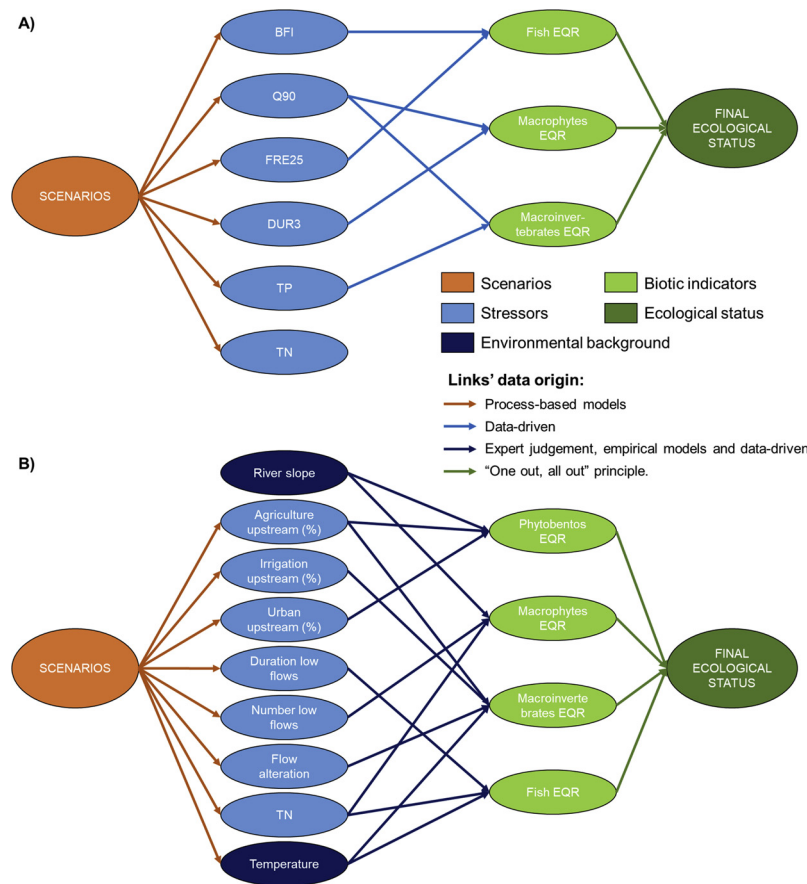 A)
BFI
Q90
FRE25
DUR3
TP
TN
SCENARIOS
Fish EQR
Macrophytes
EQR
Macroinver-
tebrates EQR
FINAL
ECOLOGICAL
STATUS
Scenarios
Biotic indicators
Stressors
Ecological status
Environmental background
Links' data origin:
Process-based models
Data-driven
Expert judgement, empirical models and data-driven
“One out, all out” principle.
B)
River slope
Agriculture
upstream (%)
Irrigation
upstream (%)
Urban
upstream (%)
Duration low
flows
Number low
flows
Flow
alteration
TN
Temperature
SCENARIOS
Phytobentos
EQR
Macrophytes
EQR
Macroinverte
brates EQR
Fish EQR
FINAL
ECOLOGICAL
STATUS